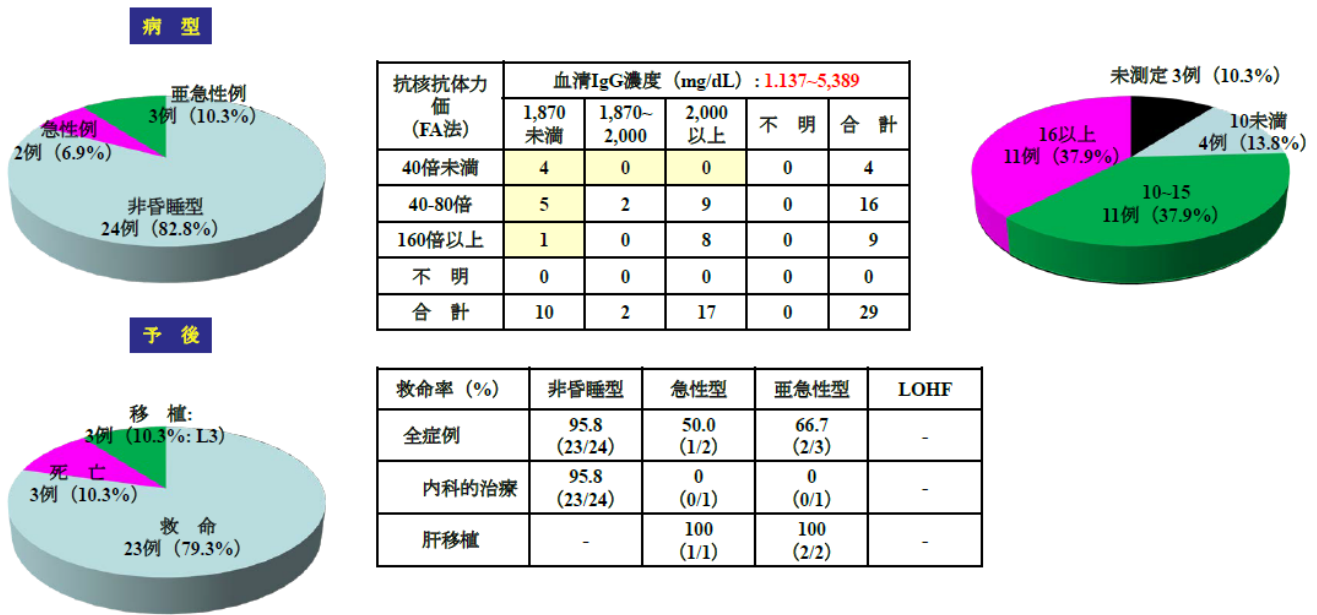 病 型
亜急性例
3例（10.3%）
急性例
2例（6.9%）
非昏睡型
24例（82.8%）
抗核抗体力価（FA法） 血清IgG濃度（mg/dL）: 1.137~5,389
1,870未満 1,870~2,000 2,000以上 不 明 合 計
40倍未満 4 0 0 0 4
40-80倍 5 2 9 0 16
160倍以上 1 0 8 0 9
不 明 0 0 0 0 0
合 計 10 2 17 0 29
未測定 3例（10.3%）
10未満
4例（13.8%）
16以上
11例（37.9%）
10~15
11例（37.9%）
予 後
移 植:
3例（10.3%: L3）
死 亡
3例（10.3%）
救 命
23例（79.3%）
救命率（%） 非昏睡型 急性型 亜急性型 LOHF
全症例 95.8 50.0 66.7 -
(23/24) (1/2) (2/3)
内科的治療 95.8 0 0 -
(23/24) (0/1) (0/1)
肝移植 - 100 100 -
(1/1) (2/2)